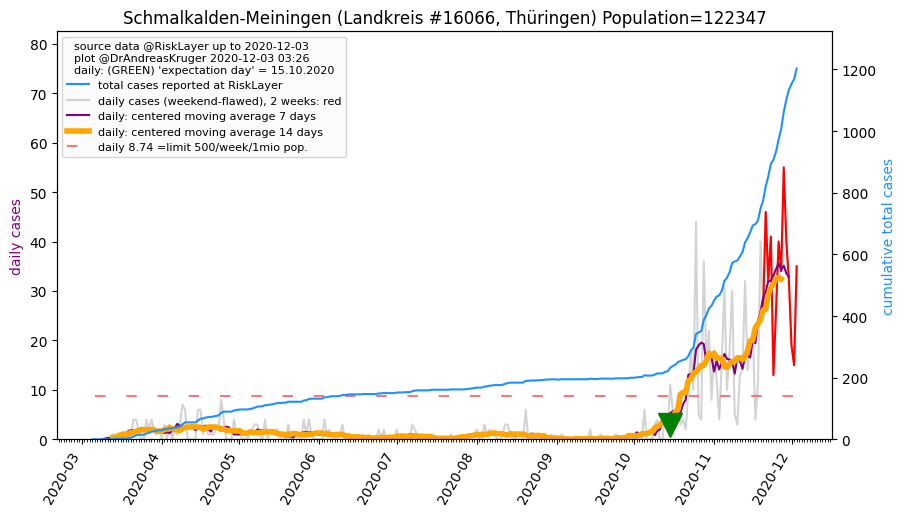 Schmalkalden-Meiningen (Landkreis #16066, Thüringen) Population=122347
source data @RiskLayer up to 2020-12-03
plot @DrAndreasKruger 2020-12-03 03:26
daily: (GREEN) 'expectation day' = 15.10.2020
total cases reported at RiskLayer
daily cases (weekend-flawed), 2 weeks: red
daily: centered moving average 7 days
daily: centered moving average 14 days
daily 8.74 =limit 500/week/1mio pop.
daily cases
80
70
60
50
40
30
20
10
0
cumulative total cases
1200
1000
800
600
400
200
0
2020-03
2020-04
2020-05
2020-06
2020-07
2020-08
2020-09
2020-10
2020-11
2020-12